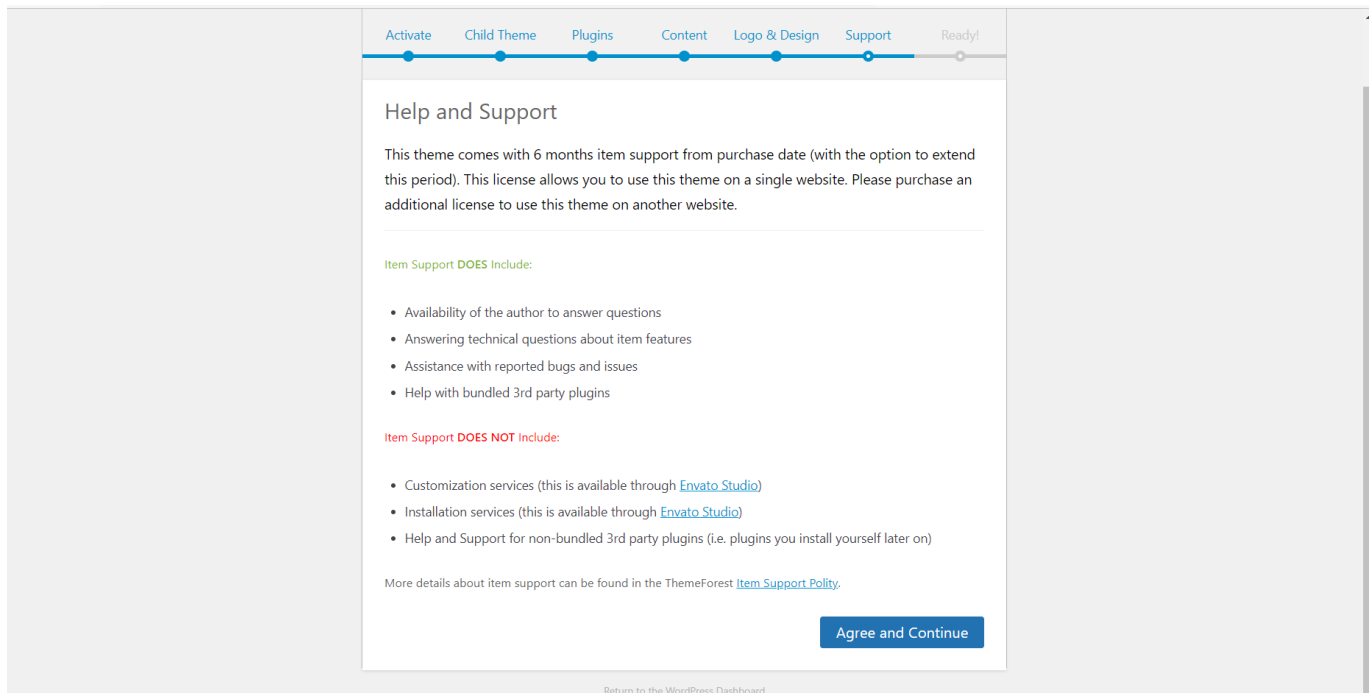 Activate Child Theme Plugins Content Logo & Design Support Ready!
Help and Support
This theme comes with 6 months item support from purchase date (with the option to extend
this period). This license allows you to use this theme on a single website. Please purchase an
additional license to use this theme on another website.
Item Support DOES Include:
• Availability of the author to answer questions
• Answering technical questions about item features
• Assistance with reported bugs and issues
• Help with bundled 3rd party plugins
Item Support DOES NOT Include:
• Customization services (this is available through Envato Studio)
• Installation services (this is available through Envato Studio)
• Help and Support for non-bundled 3rd party plugins (i.e. plugins you install yourself later on)
More details about item support can be found in the ThemeForest Item Support Polity.
Agree and Continue
Return to the WordPress Dashboard